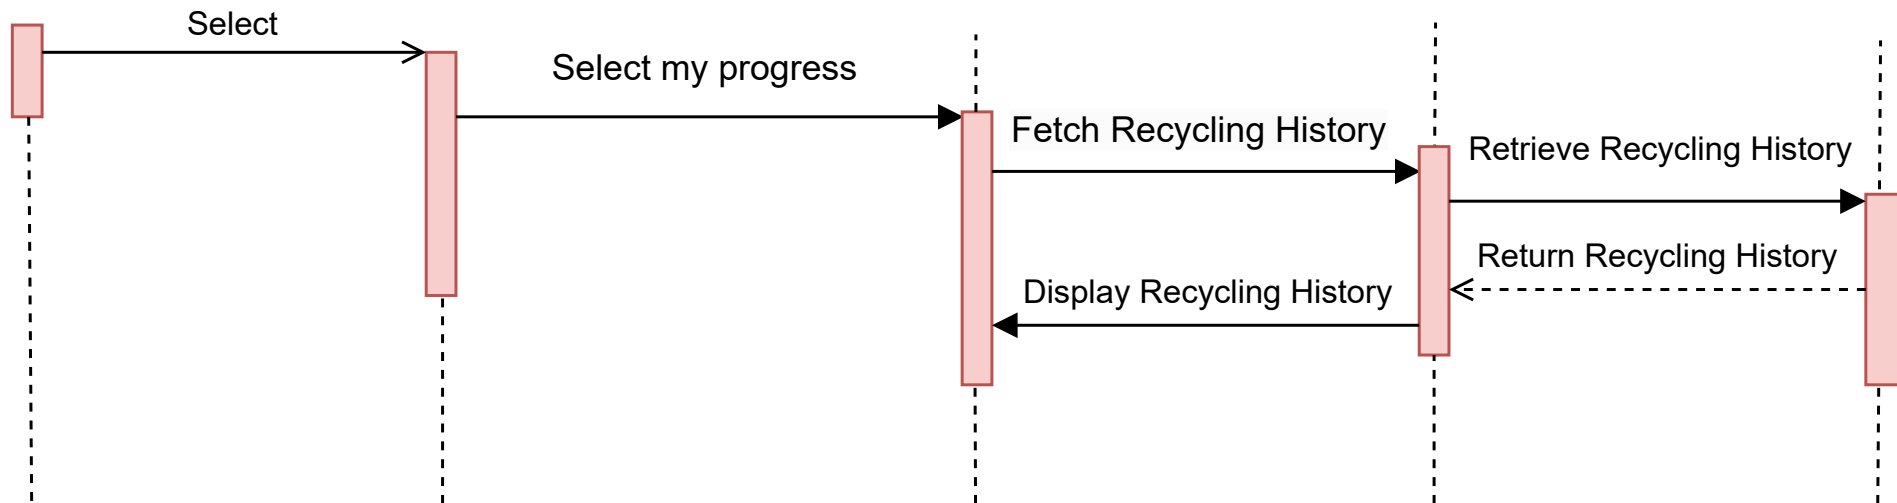 Select
Select my progress
Fetch Recycling History
Retrieve Recycling History
Return Recycling History
Display Recycling History